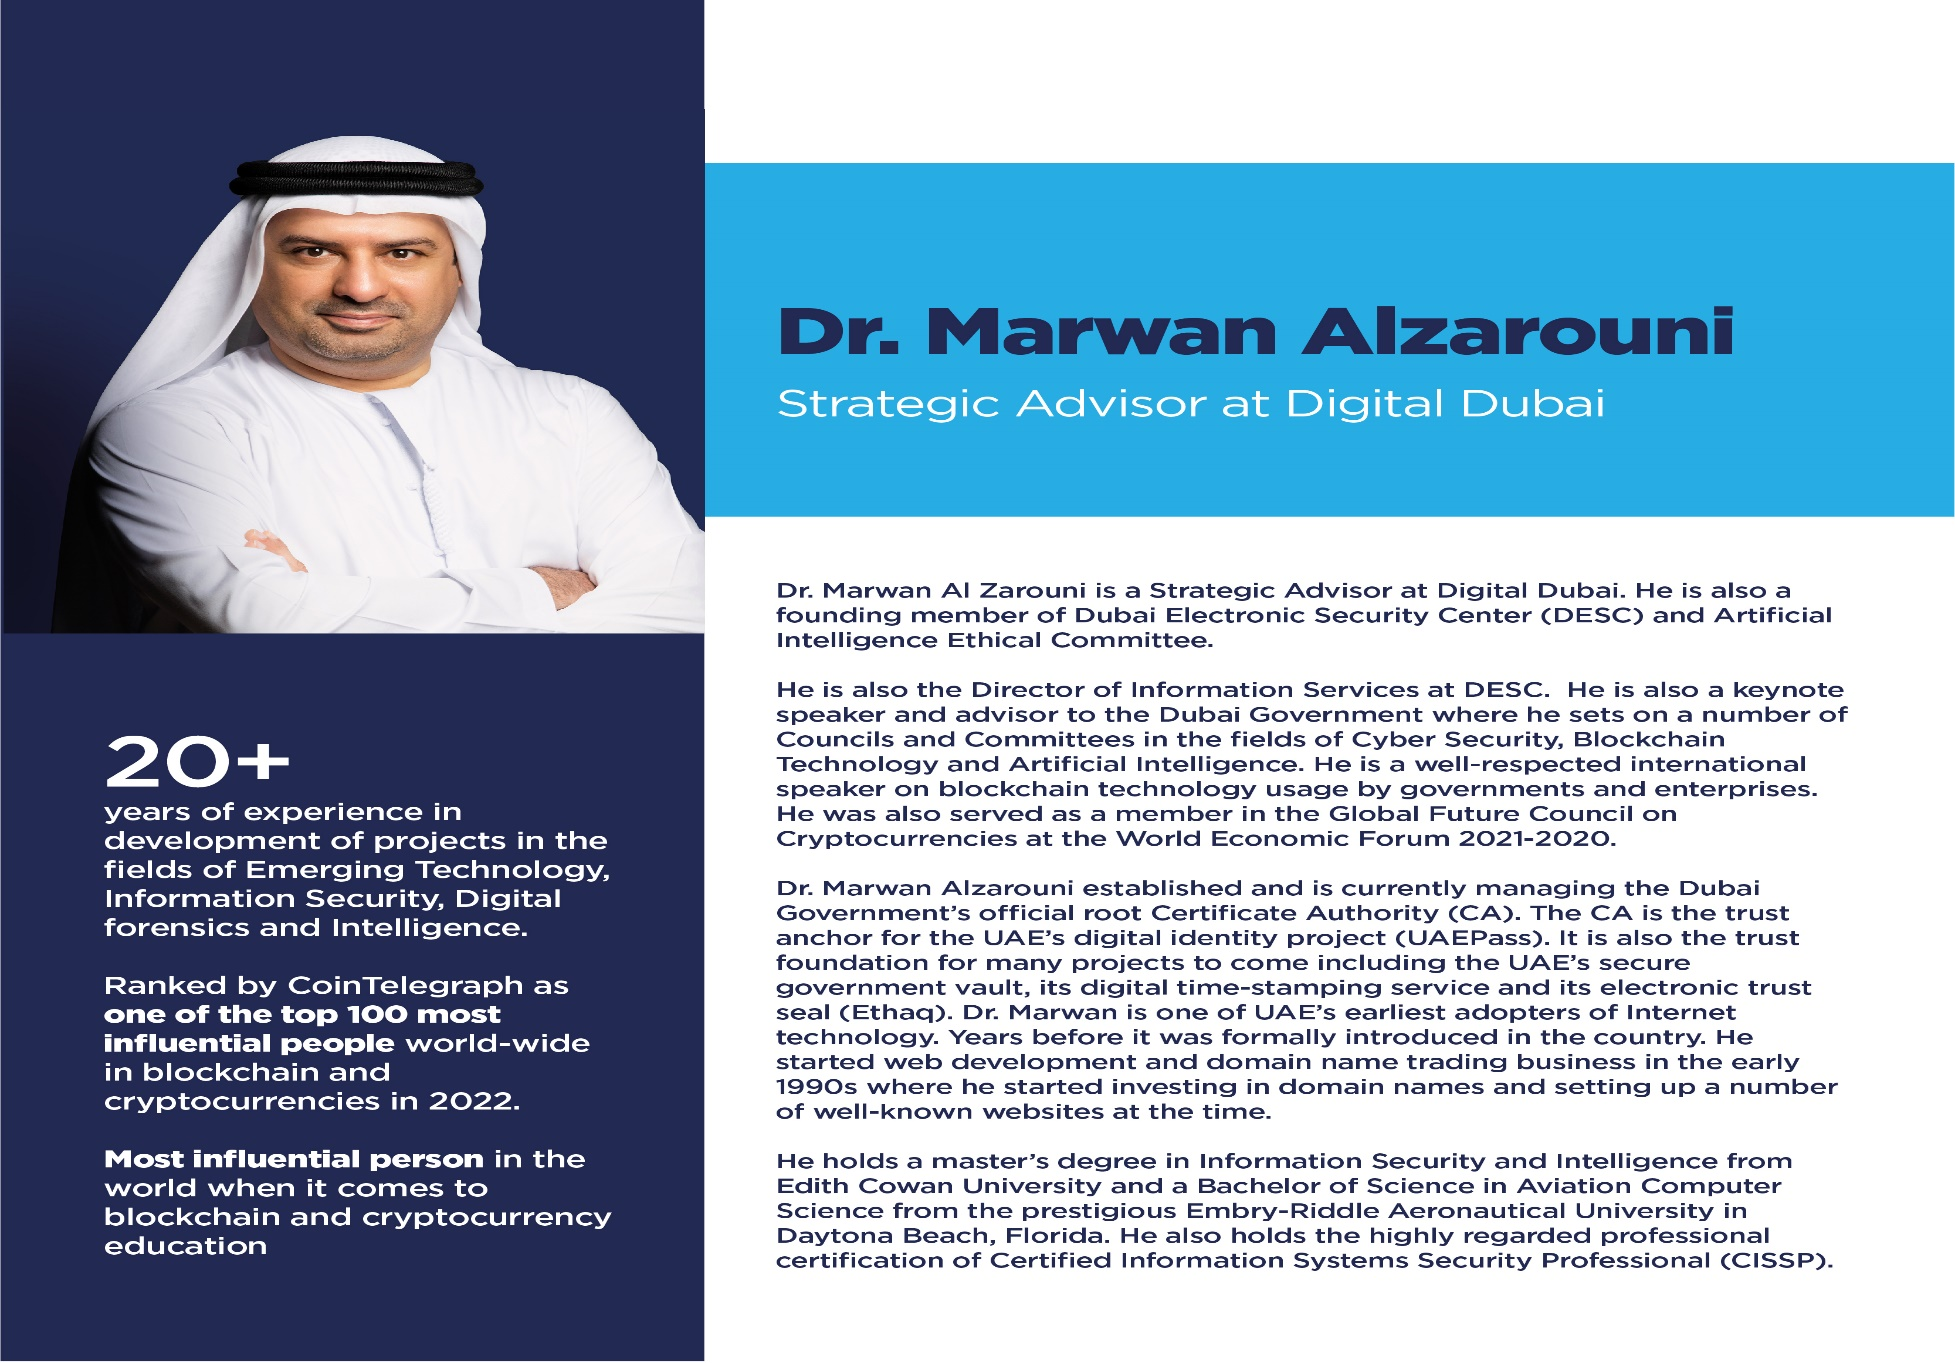 Dr. Marwan Alzarouni
Strategic Advisor at Digital Dubai
20+
years of experience in
development of projects in the
fields of Emerging Technology,
Information Security, Digital
forensics and Intelligence.
Ranked by CoinTelegraph as
one of the top 100 most
influential people world-wide
in blockchain and
cryptocurrencies in 2022.
Most influential person in the
world when it comes to
blockchain and cryptocurrency
education
Dr. Marwan Al Zarouni is a Strategic Advisor at Digital Dubai. He is also a
founding member of Dubai Electronic Security Center (DESC) and Artificial
Intelligence Ethical Committee.
He is also the Director of Information Services at DESC.  He is also a keynote
speaker and advisor to the Dubai Government where he sets on a number of
Councils and Committees in the fields of Cyber Security, Blockchain
Technology and Artificial Intelligence. He is a well-respected international
speaker on blockchain technology usage by governments and enterprises.
He was also served as a member in the Global Future Council on
Cryptocurrencies at the World Economic Forum 2021-2020.
Dr. Marwan Alzarouni established and is currently managing the Dubai
Government’s official root Certificate Authority (CA). The CA is the trust
anchor for the UAE’s digital identity project (UAEPass). It is also the trust
foundation for many projects to come including the UAE’s secure
government vault, its digital time-stamping service and its electronic trust
seal (Ethaq). Dr. Marwan is one of UAE’s earliest adopters of Internet
technology. Years before it was formally introduced in the country. He
started web development and domain name trading business in the early
1990s where he started investing in domain names and setting up a number
of well-known websites at the time.
He holds a master’s degree in Information Security and Intelligence from
Edith Cowan University and a Bachelor of Science in Aviation Computer
Science from the prestigious Embry-Riddle Aeronautical University in
Daytona Beach, Florida. He also holds the highly regarded professional
certification of Certified Information Systems Security Professional (CISSP).